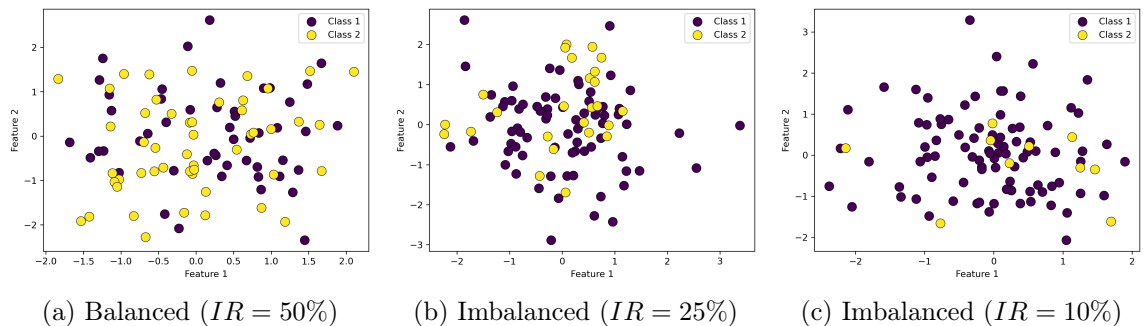 Class 1
Class 2
2
1
0
−1
−2
Feature 2
−2.0
−1.5
−1.0
−0.5
0.0
0.5
1.0
1.5
2.0
Feature 1
(a) Balanced (IR = 50%)
Class 1
Class 2
3
2
1
0
−1
−2
−3
Feature 2
−2
−1
0
1
2
3
Feature 1
(b) Imbalanced (IR = 25%)
Class 1
Class 2
3
2
1
0
−1
−2
Feature 2
−2
−1
0
1
2
Feature 1
(c) Imbalanced (IR = 10%)